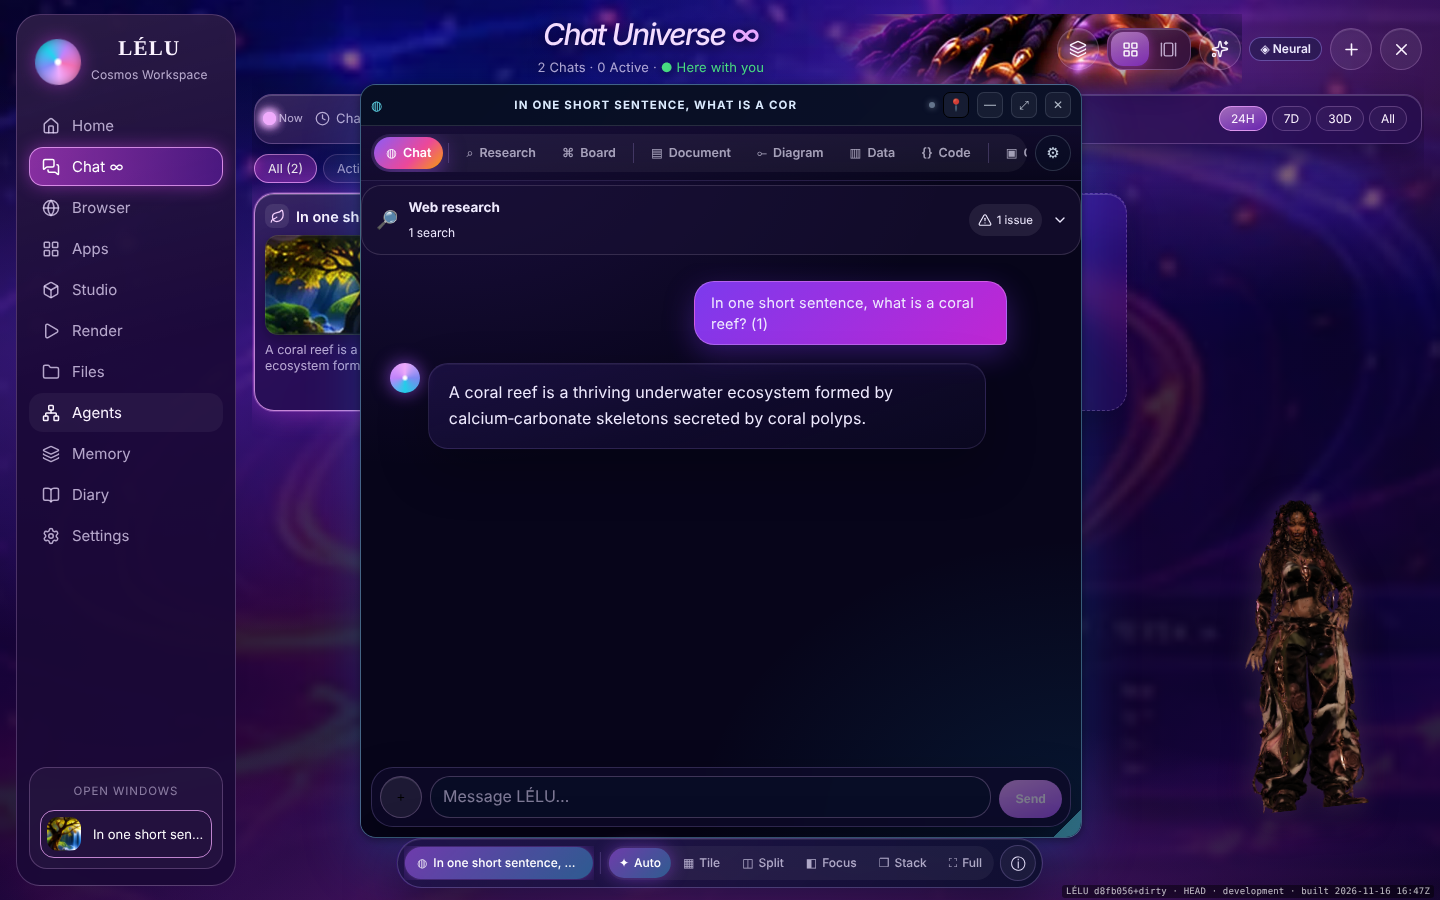 LÉLU
Cosmos Workspace
Home
Chat ∞
Browser
Apps
Studio
Render
Files
Agents
Memory
Diary
Settings
OPEN WINDOWS
In one short sen...
Chat Universe ∞
2 Chats · 0 Active · Here with you
Neural
Now
Cha
24H
7D
30D
All
All (2)
Acti
In one sh
A coral reef is a
ecosystem form
IN ONE SHORT SENTENCE, WHAT IS A COR
Chat
Research
Board
Document
Diagram
Data
{} Code
Web research
1 search
1 issue
In one short sentence, what is a coral
reef? (1)
A coral reef is a thriving underwater ecosystem formed by
calcium-carbonate skeletons secreted by coral polyps.
Message LÉLU...
Send
In one short sentence, ...
Auto
Tile
Split
Focus
Stack
Full
LÉLU d8fb056+dirty · HEAD · development · built 2026-11-16 16:47Z